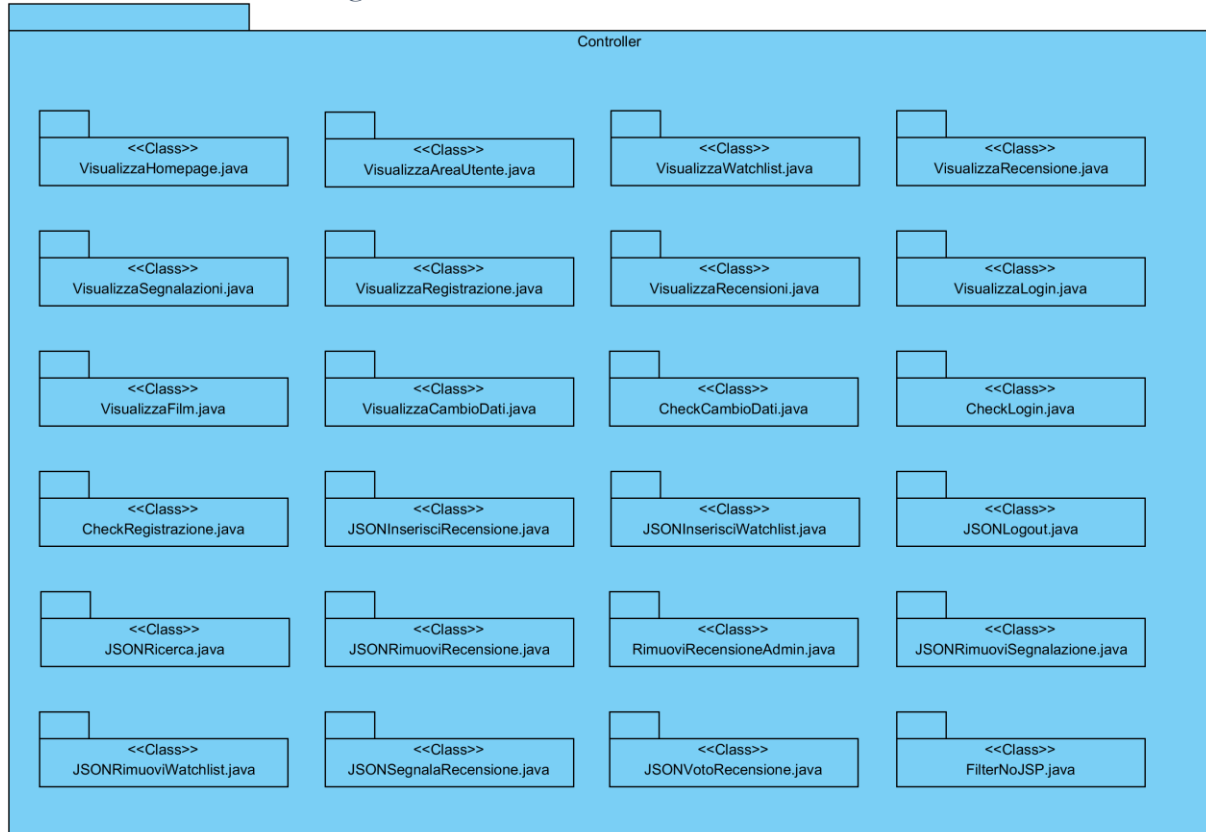 Controller
<<Class>>
VisualizzaHomepage.java
<<Class>>
VisualizzaAreaUtente.java
<<Class>>
VisualizzaWatchlist.java
<<Class>>
VisualizzaRecensione.java
<<Class>>
VisualizzaSegnalazioni.java
<<Class>>
VisualizzaRegistrazione.java
<<Class>>
VisualizzaRecensioni.java
<<Class>>
VisualizzaLogin.java
<<Class>>
VisualizzaFilm.java
<<Class>>
VisualizzaCambioDati.java
<<Class>>
CheckCambioDati.java
<<Class>>
CheckLogin.java
<<Class>>
CheckRegistrazione.java
<<Class>>
JSONInserisciRecensione.java
<<Class>>
JSONInserisciWatchlist.java
<<Class>>
JSONLogout.java
<<Class>>
JSONRicerca.java
<<Class>>
JSONRimuoviRecensione.java
<<Class>>
RimuoviRecensioneAdmin.java
<<Class>>
JSONRimuoviSegnalazione.java
<<Class>>
JSONRimuoviWatchlist.java
<<Class>>
JSONSegnalaRecensione.java
<<Class>>
JSONVotoRecensione.java
<<Class>>
FilterNoJSP.java